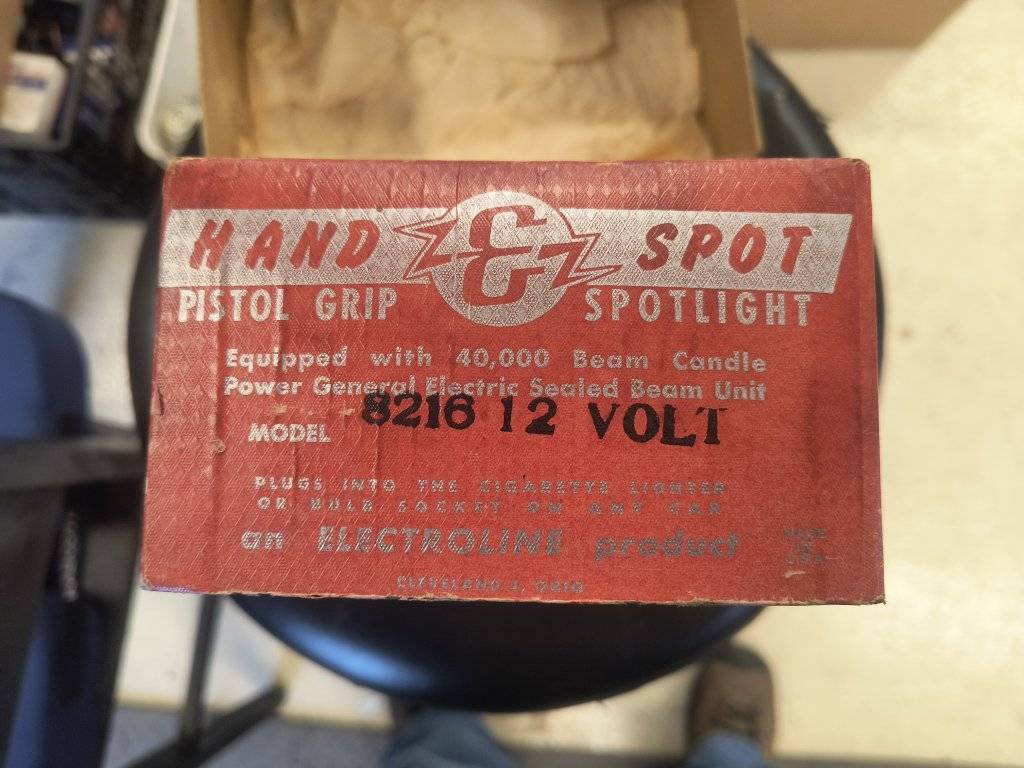 HAND & SPOT
PISTOL GRIP SPOTLIGHT
Equipped with 40,000 Beam Candle
Power General Electric Sealed Beam Unit
MODEL 8216 12 VOLT
PLUGS INTO THE CIGARETTE LIGHTER
OR BULB SOCKET ON ANY CAR
an ELECTROLINE product
MADE
IN
U.S.A.
CLEVELAND 3, OHIO